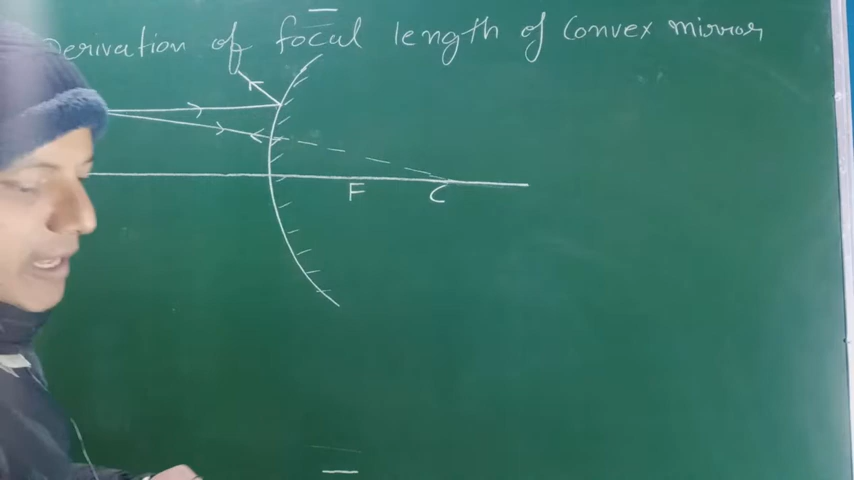 Derivation of focal length of Convex mirror
F
C